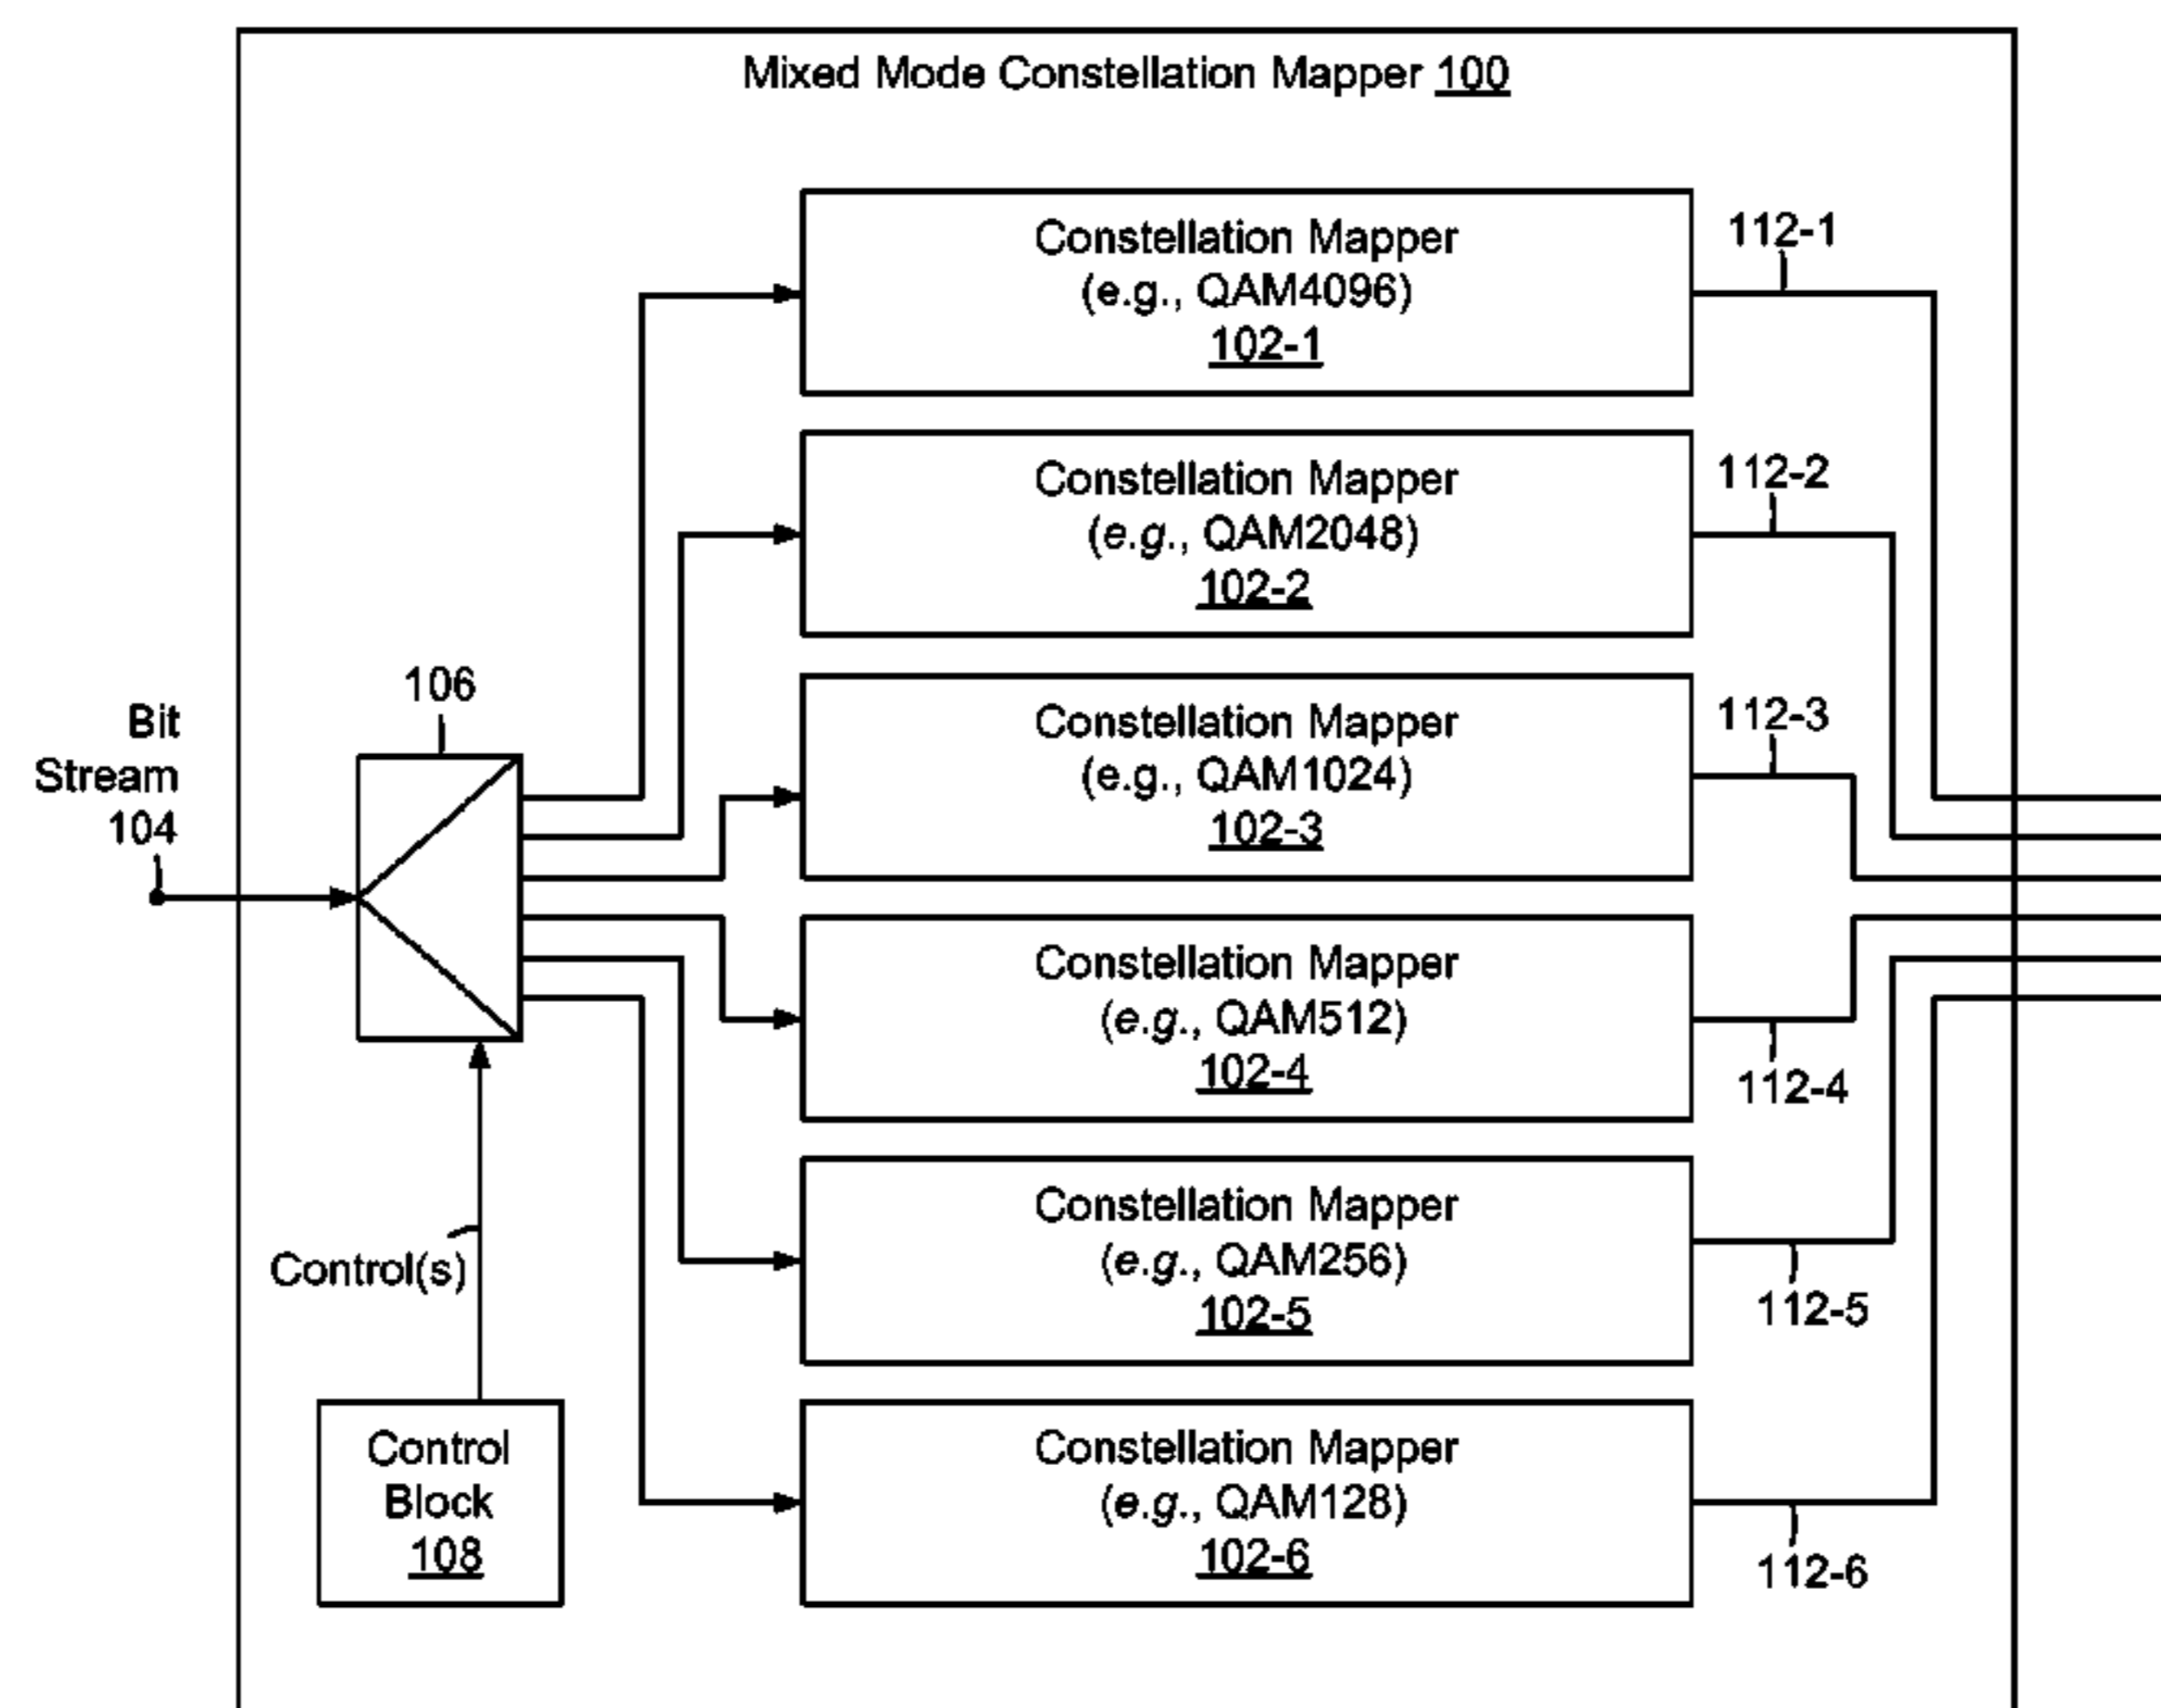 Mixed Mode Constellation Mapper 100
Constellation Mapper
(e.g., QAM4096)
102-1
112-1
Constellation Mapper
(e.g., QAM2048)
102-2
112-2
Constellation Mapper
(e.g., QAM1024)
102-3
112-3
106
Bit
Stream
104
Constellation Mapper
(e.g., QAM512)
102-4
112-4
Constellation Mapper
(e.g., QAM256)
102-5
112-5
Control(s)
Control
Block
108
Constellation Mapper
(e.g., QAM128)
102-6
112-6